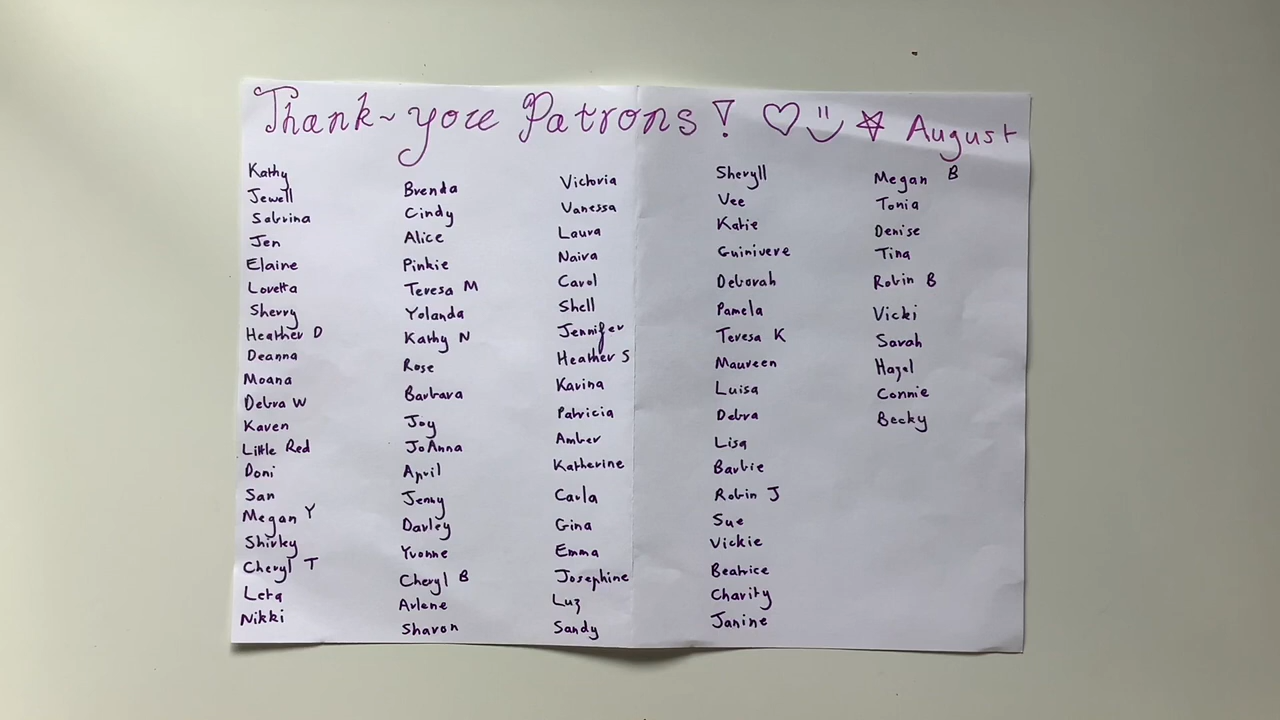 Thank-you Patrons! August
Kathy
Jewell
Sabrina
Jen
Elaine
Loretta
Sherry
Heather D
Deanna
Moana
Debra W
Karen
Little Red
Doni
San
Megan Y
Shirky
Cheryl T
Leta
Nikki
Brenda
Cindy
Alice
Pinkie
Teresa M
Yolanda
Kathy N
Rose
Barbara
Joy
JoAnna
April
Jenny
Darley
Yvonne
Cheryl B
Arlene
Sharon
Victoria
Vanessa
Laura
Naira
Carol
Shell
Jennifer
Heather S
Karina
Patricia
Amber
Katherine
Carla
Gina
Emma
Josephine
Luz
Sandy
Sheryll
Vee
Katie
Guinivere
Deborah
Pamela
Teresa K
Maureen
Luisa
Debra
Lisa
Barbie
Robin J
Sue
Vickie
Beatrice
Charity
Janine
Megan B
Tonia
Denise
Tina
Robin B
Vicki
Sarah
Hazel
Connie
Becky